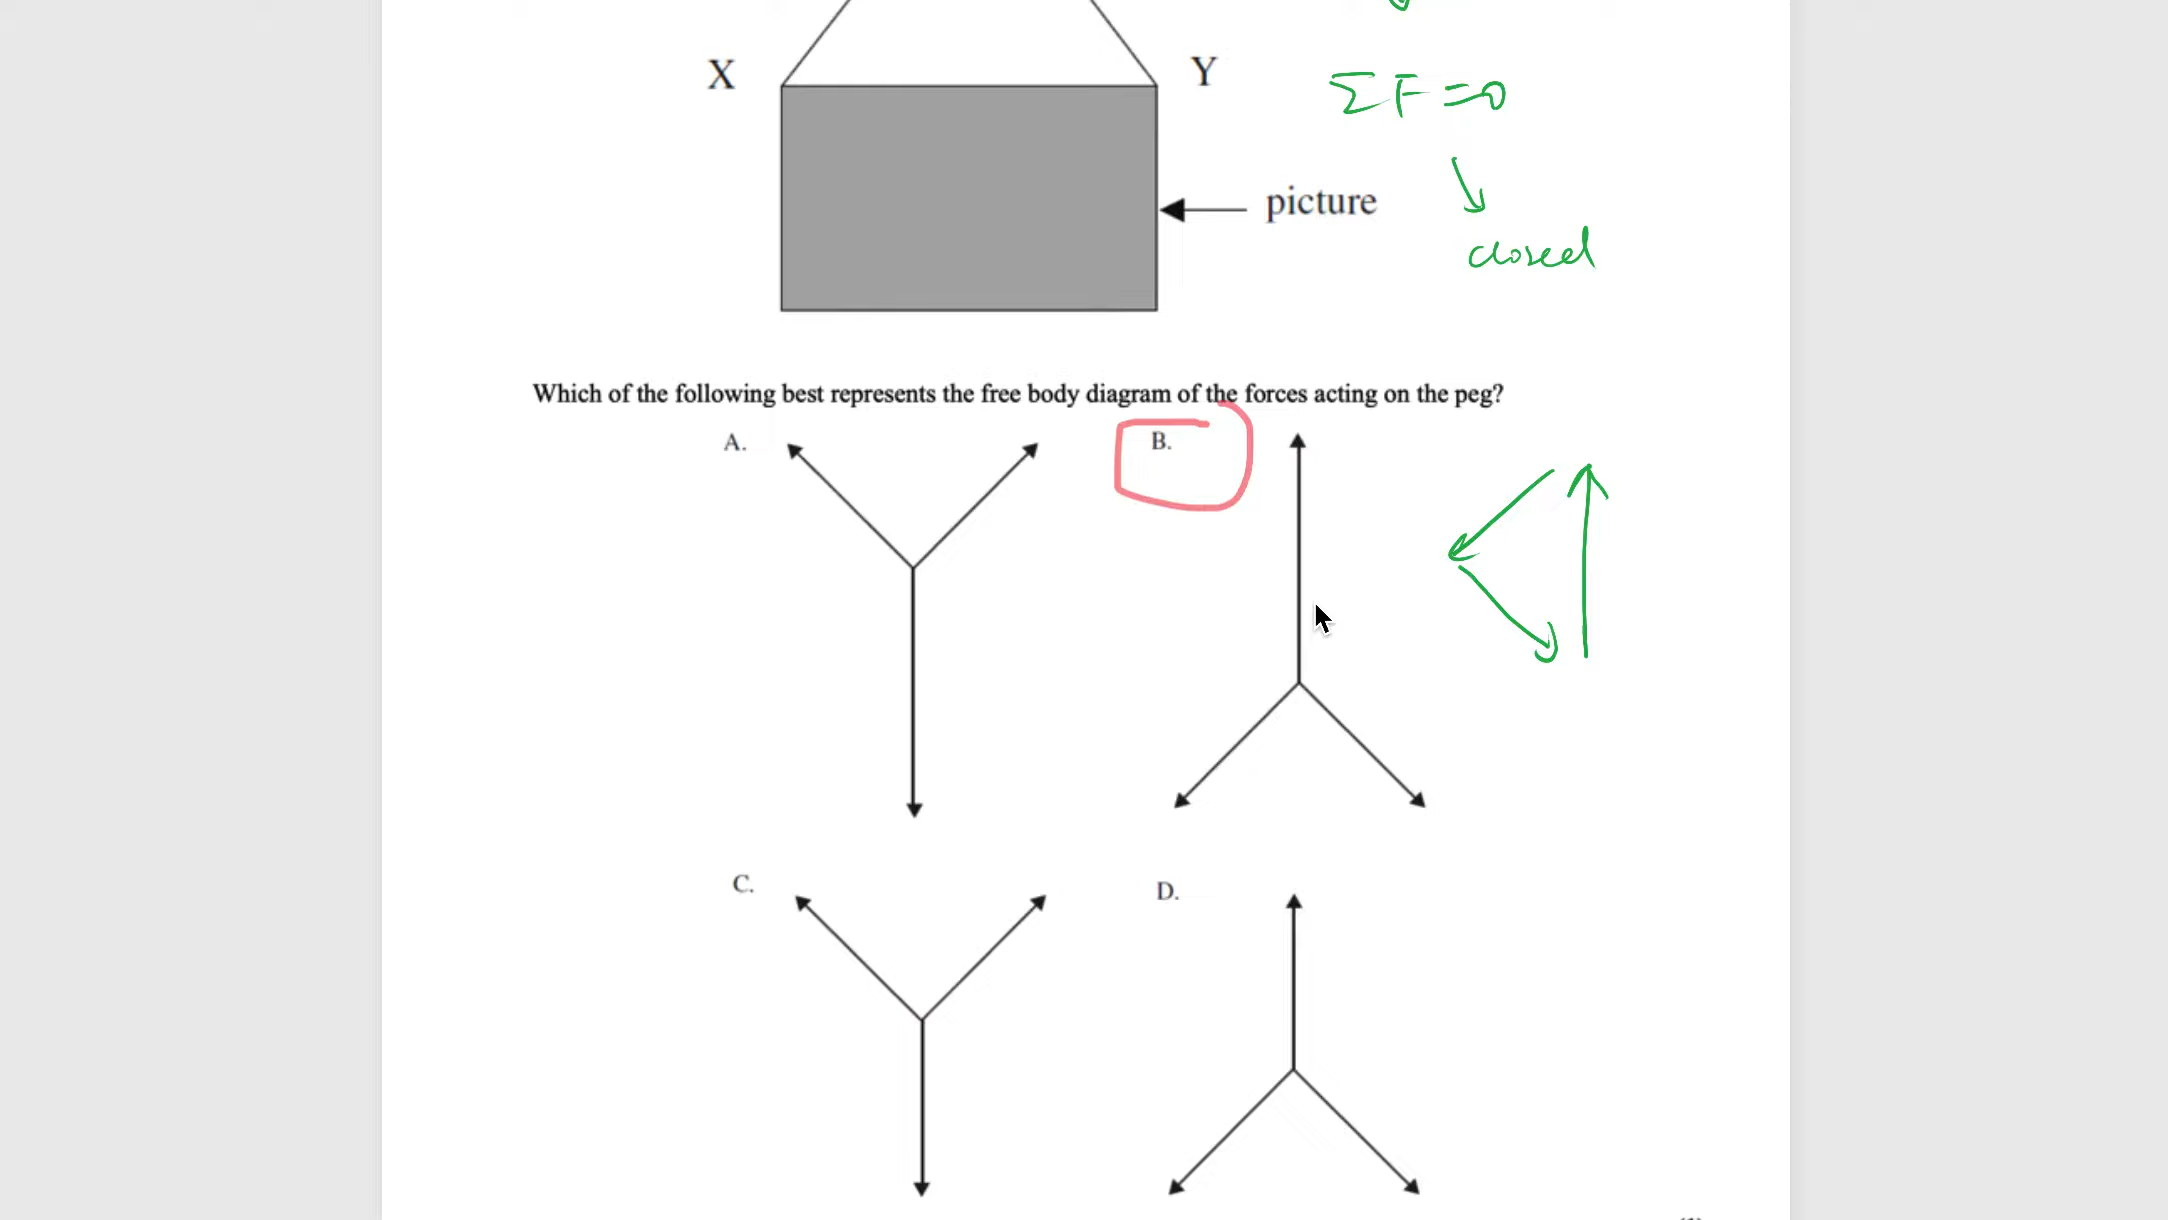 X
Y
ΣF=0
picture
closed
Which of the following best represents the free body diagram of the forces acting on the peg?
A.
B.
C.
D.